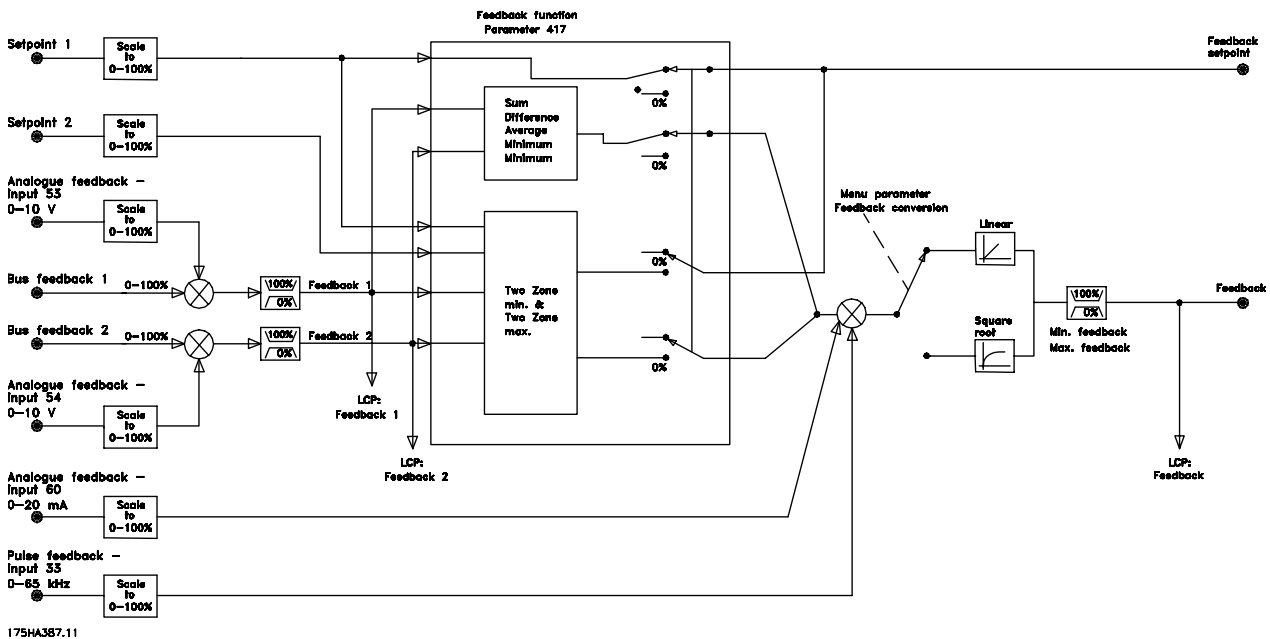 Feedback function
Parameter 417
Setpoint 1
Scale
to
0-100%
Feedback
setpoint
0%
Sum
Difference
Average
Minimum
Minimum
Setpoint 2
Scale
to
0-100%
0%
Analogue feedback -
input 53
0-10 V
Scale
to
0-100%
Menu parameter
Feedback conversion
Linear
0%
Bus feedback 1
0-100%
100%
0%
Feedback 1
Two Zone
min. &
Two Zone
max.
100%
0%
Feedback
Bus feedback 2
0-100%
100%
0%
Feedback 2
Square
root
Min. feedback
Max. feedback
0%
Analogue feedback -
input 54
0-10 V
Scale
to
0-100%
LCP:
Feedback 1
LCP:
Feedback 2
LCP:
Feedback
Analogue feedback -
input 60
0-20 mA
Scale
to
0-100%
Pulse feedback -
input 33
0-65 kHz
Scale
to
0-100%
175HA387.11